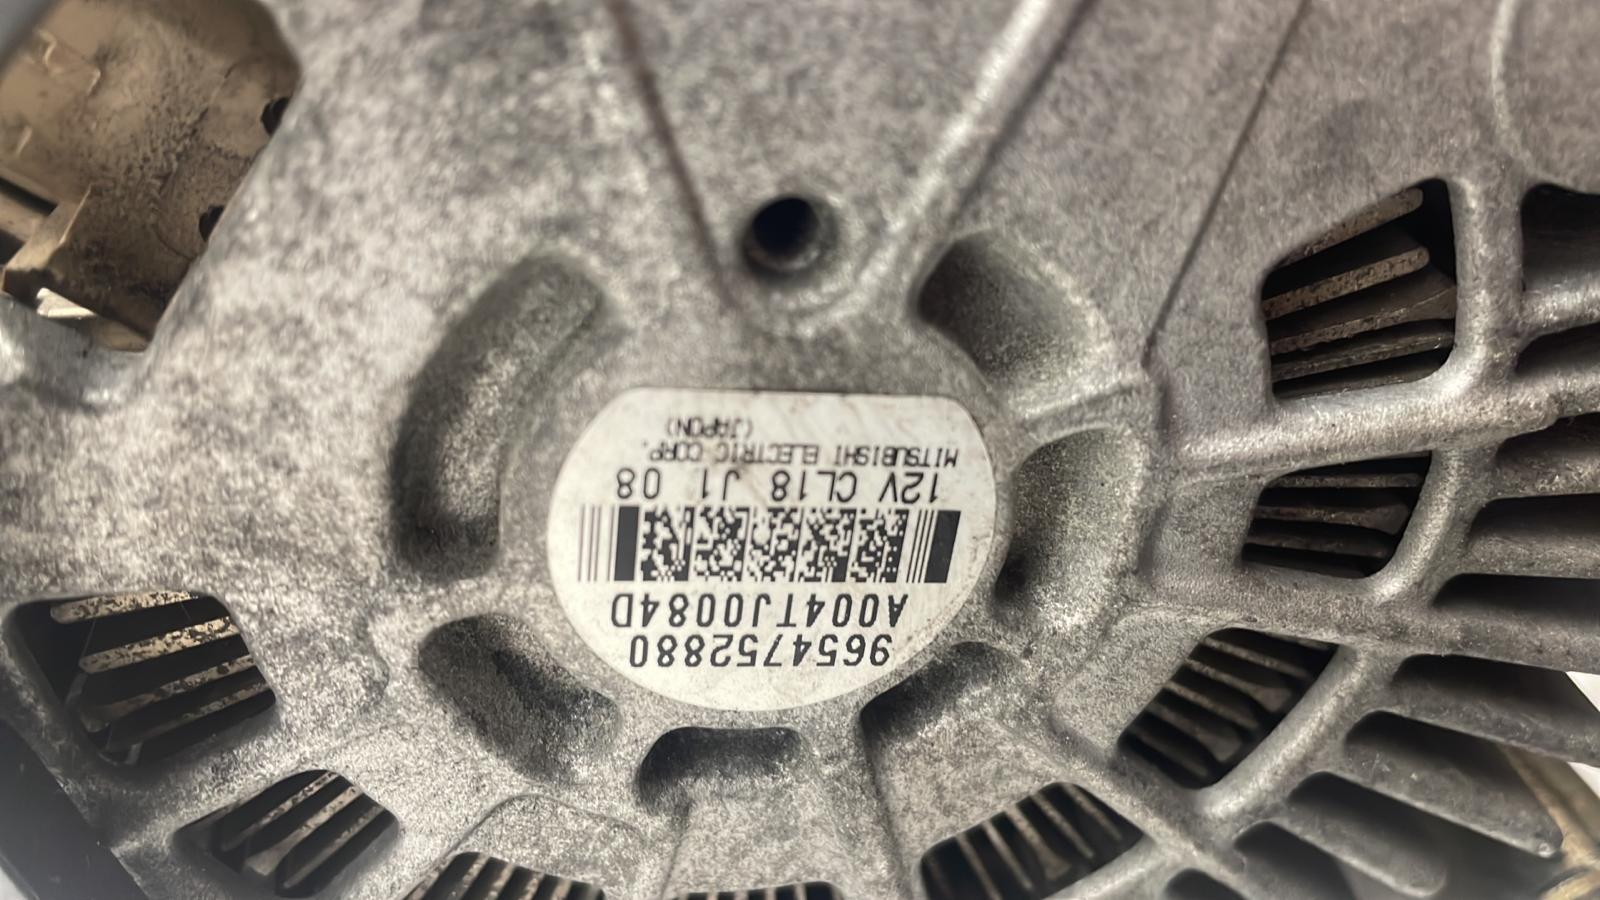 9654752880
A004TJ0084D
12V CL18 J1 08
MITSUBISHI ELECTRIC CORP.
(JAPON)